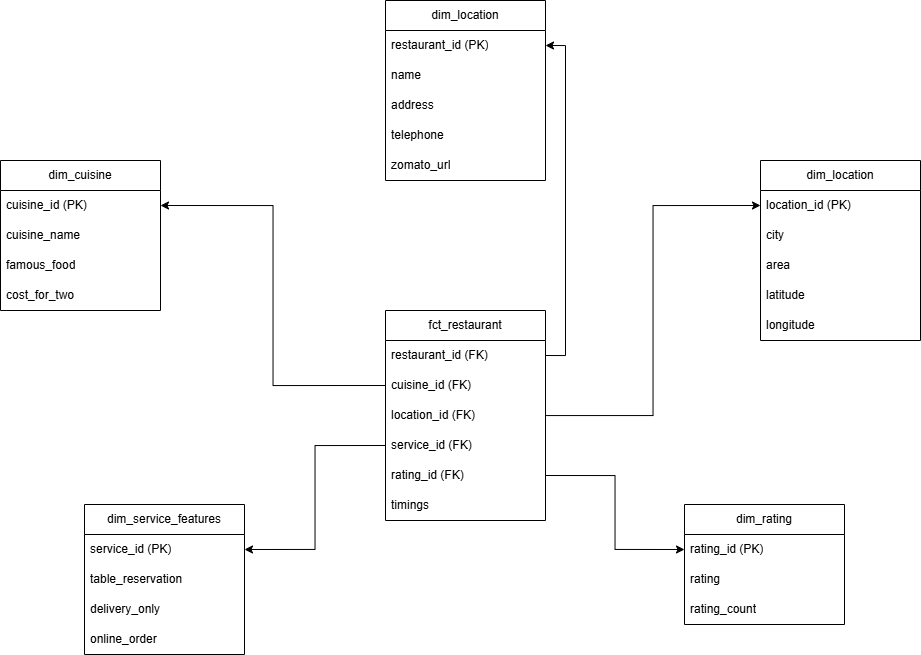 dim_location
restaurant_id (PK)
name
address
telephone
zomato_url
dim_cuisine
cuisine_id (PK)
cuisine_name
famous_food
cost_for_two
dim_location
location_id (PK)
city
area
latitude
longitude
fct_restaurant
restaurant_id (FK)
cuisine_id (FK)
location_id (FK)
service_id (FK)
rating_id (FK)
timings
dim_service_features
service_id (PK)
table_reservation
delivery_only
online_order
dim_rating
rating_id (PK)
rating
rating_count